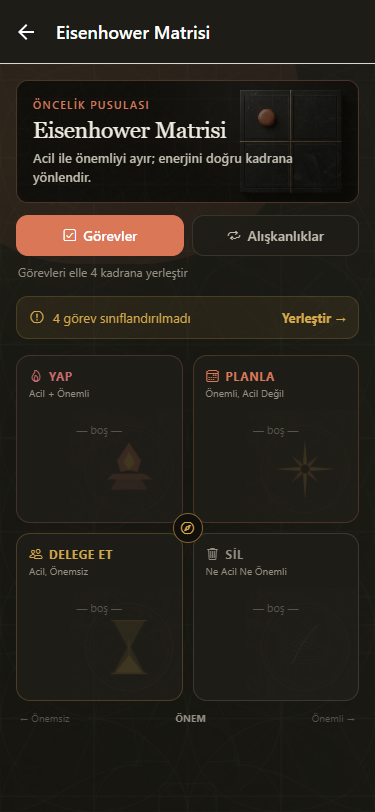 Eisenhower Matrisi
ÖNCELİK PUSULASI
Eisenhower Matrisi
Acil ile önemliyi ayır; enerjini doğru kadrana
yönlendir.
Görevler
Alışkanlıklar
Görevleri elle 4 kadrana yerleştir
4 görev sınıflandırılmadı
Yerleştir →
YAP
Acil + Önemli
— boş —
PLANLA
Önemli, Acil Değil
— boş —
DELEGE ET
Acil, Önemsiz
— boş —
SİL
Ne Acil Ne Önemli
— boş —
← Önemsiz
ÖNEM
Önemli →